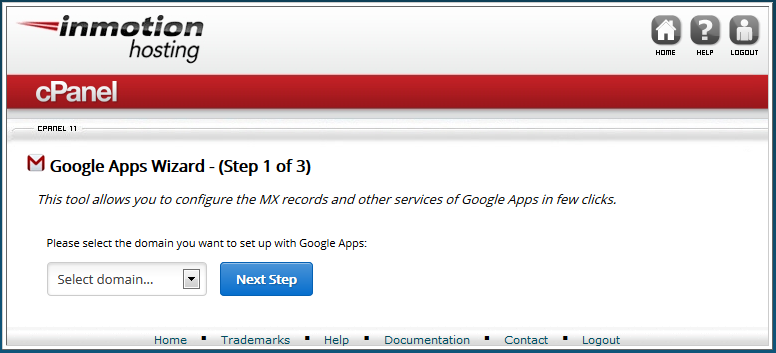 inmotion
hosting
HOME HELP LOGOUT
cPanel
CPANEL 11
Google Apps Wizard - (Step 1 of 3)
This tool allows you to configure the MX records and other services of Google Apps in few clicks.
Please select the domain you want to set up with Google Apps:
Select domain... Next Step
Home ▪ Trademarks ▪ Help ▪ Documentation ▪ Contact ▪ Logout